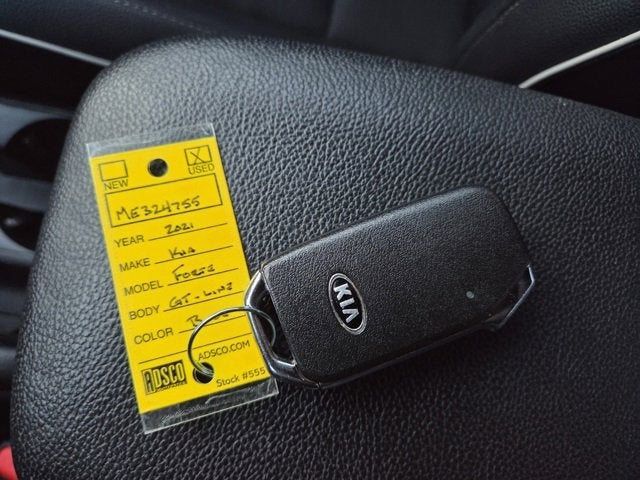 NEW
X
USED
ME324755
YEAR 2021
MAKE Kia
MODEL Forte
BODY GT-Line
COLOR B
ADSCO
ADSCO.COM
Stock #555
KIA